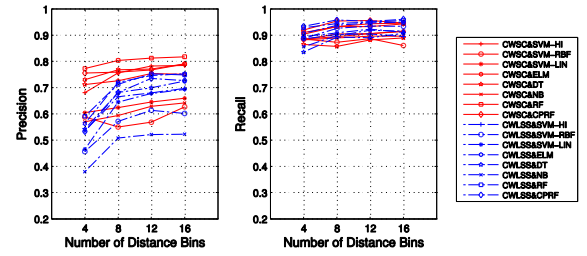 1
0.9
0.8
0.7
0.6
0.5
0.4
0.3
0.2
Precision
4 8 12 16
Number of Distance Bins
1
0.9
0.8
0.7
0.6
0.5
0.4
0.3
0.2
Recall
4 8 12 16
Number of Distance Bins
CWSC&SVM-HI
CWSC&SVM-RBF
CWSC&SVM-LIN
CWSC&ELM
CWSC&DT
CWSC&NB
CWSC&RF
CWSC&CPRF
CWLSS&SVM-HI
CWLSS&SVM-RBF
CWLSS&SVM-LIN
CWLSS&ELM
CWLSS&DT
CWLSS&NB
CWLSS&RF
CWLSS&CPRF